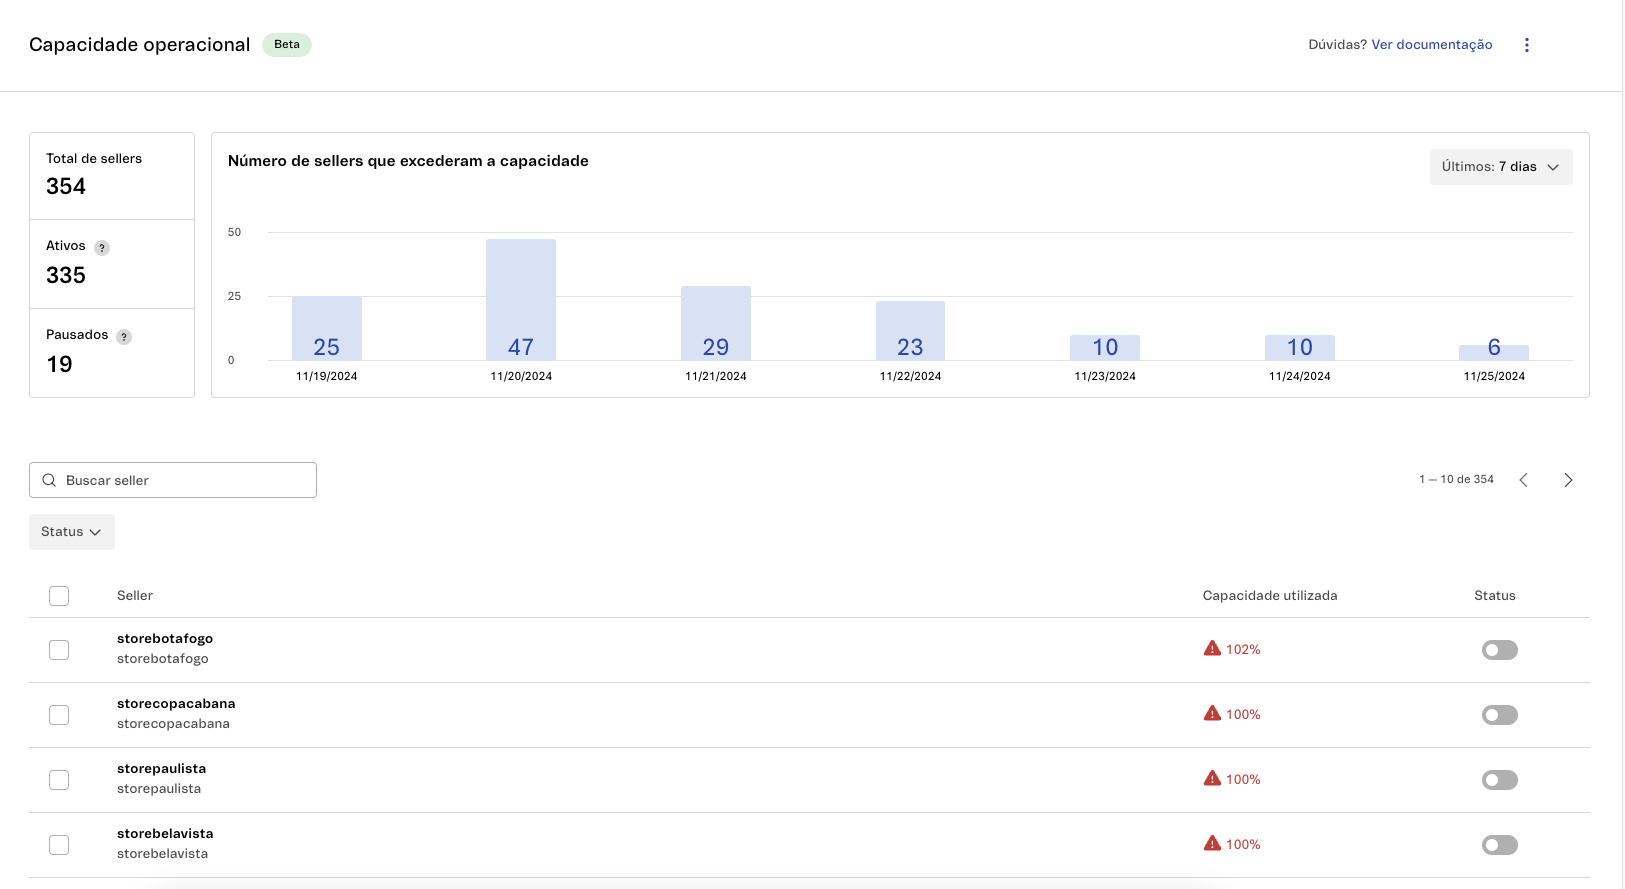 Capacidade operacional
Beta
Dúvidas? Ver documentação
Total de sellers
354
Ativos ?
335
Pausados ?
19
Número de sellers que excederam a capacidade
Últimos: 7 dias
50
25
0
25
47
29
23
10
10
6
11/19/2024
11/20/2024
11/21/2024
11/22/2024
11/23/2024
11/24/2024
11/25/2024
Buscar seller
1 — 10 de 354
Status
Seller
Capacidade utilizada
Status
storebotafogo
storebotafogo
102%
storecopacabana
storecopacabana
100%
storepaulista
storepaulista
100%
storebelavista
storebelavista
100%